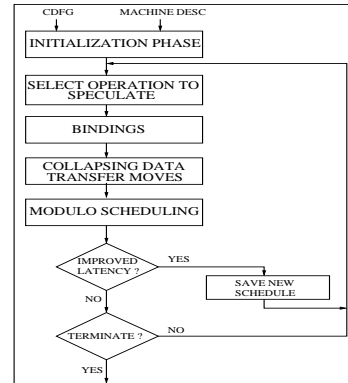 CDFG
MACHINE DESC
INITIALIZATION PHASE
SELECT OPERATION TO
SPECULATE
BINDINGS
COLLAPSING DATA
TRANSFER MOVES
MODULO SCHEDULING
IMPROVED
LATENCY ?
YES
NO
SAVE NEW
SCHEDULE
TERMINATE ?
NO
YES